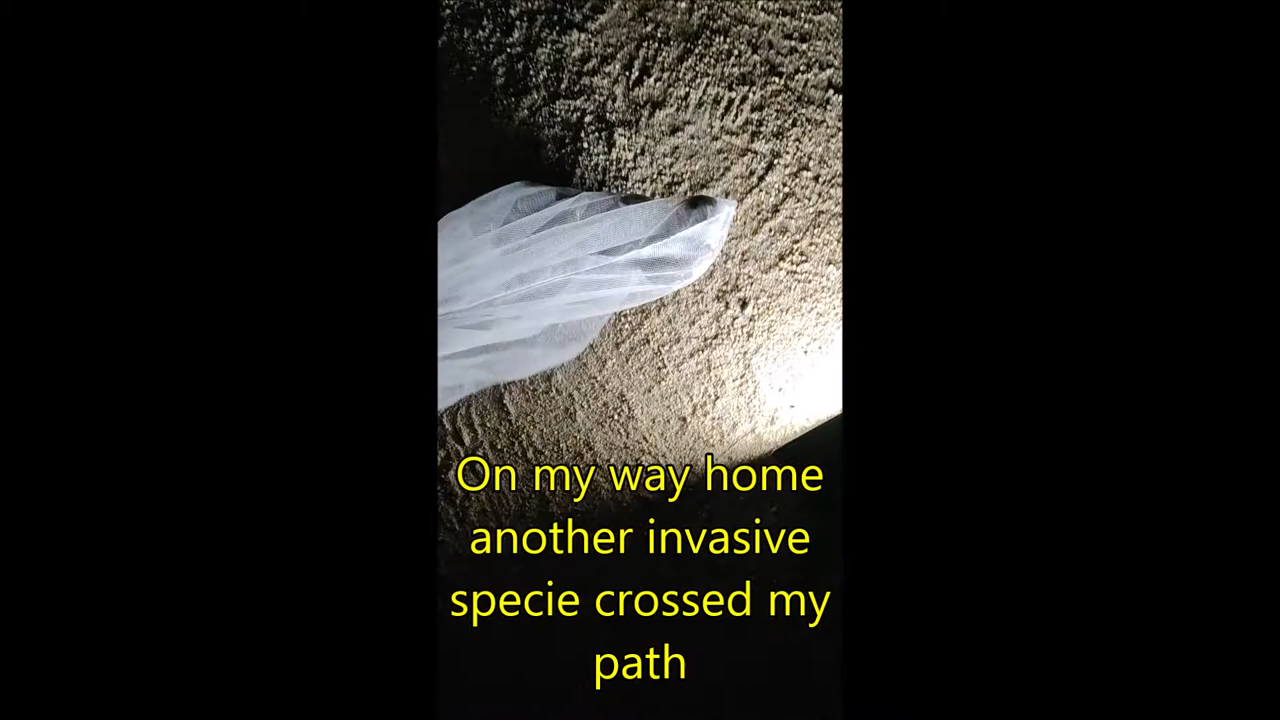 On my way home
another invasive
specie crossed my
path